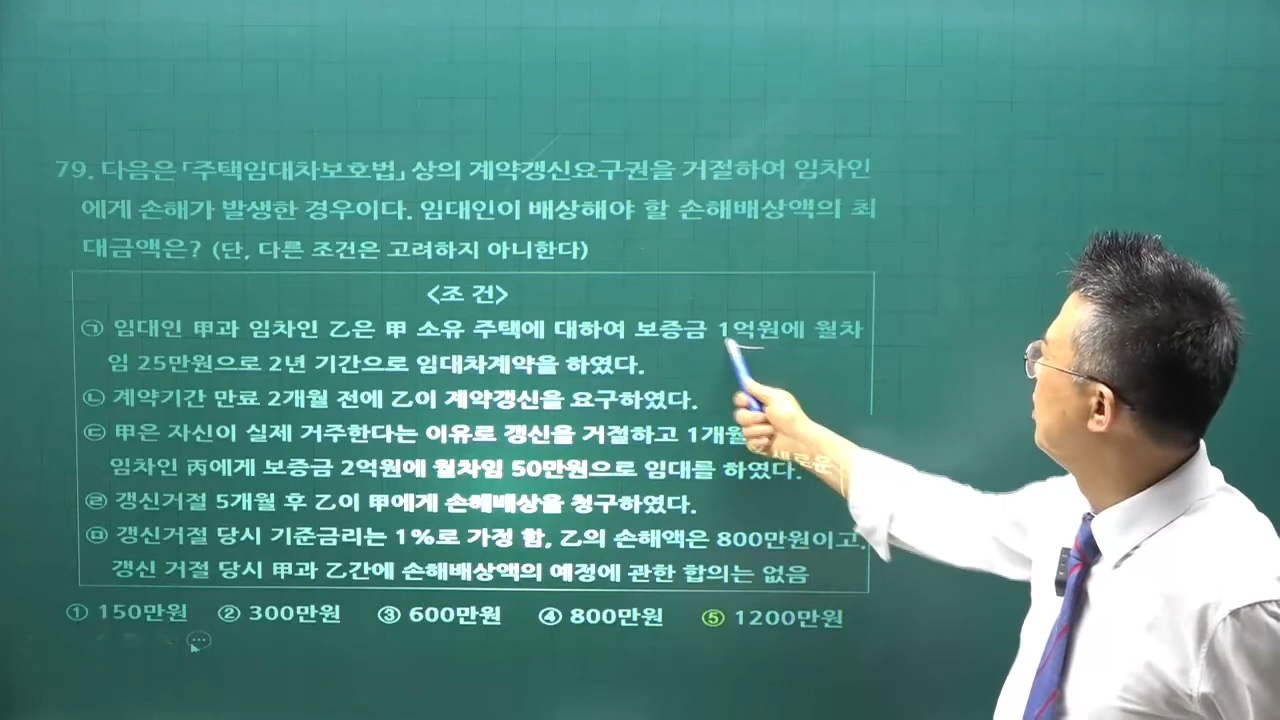 79. 다음은「주택임대차보호법」상의 계약갱신요구권을 거절하여 임차인
에게 손해가 발생한 경우이다. 임대인이 배상해야 할 손해배상액의 최
대금액은? (단, 다른 조건은 고려하지 아니한다)
<조 건>
㉠ 임대인 甲과 임차인 乙은 甲 소유 주택에 대하여 보증금 1억원에 월차
임 25만원으로 2년 기간으로 임대차계약을 하였다.
㉡ 계약기간 만료 2개월 전에 乙이 계약갱신을 요구하였다.
㉢ 甲은 자신이 실제 거주한다는 이유로 갱신을 거절하고 1개월 새로운
임차인 丙에게 보증금 2억원에 월차임 50만원으로 임대를 하였다.
㉣ 갱신거절 5개월 후 乙이 甲에게 손해배상을 청구하였다.
㉤ 갱신거절 당시 기준금리는 1%로 가정 함, 乙의 손해액은 800만원이고,
갱신 거절 당시 甲과 乙간에 손해배상액의 예정에 관한 합의는 없음
① 150만원 ② 300만원 ③ 600만원 ④ 800만원 ⑤ 1200만원